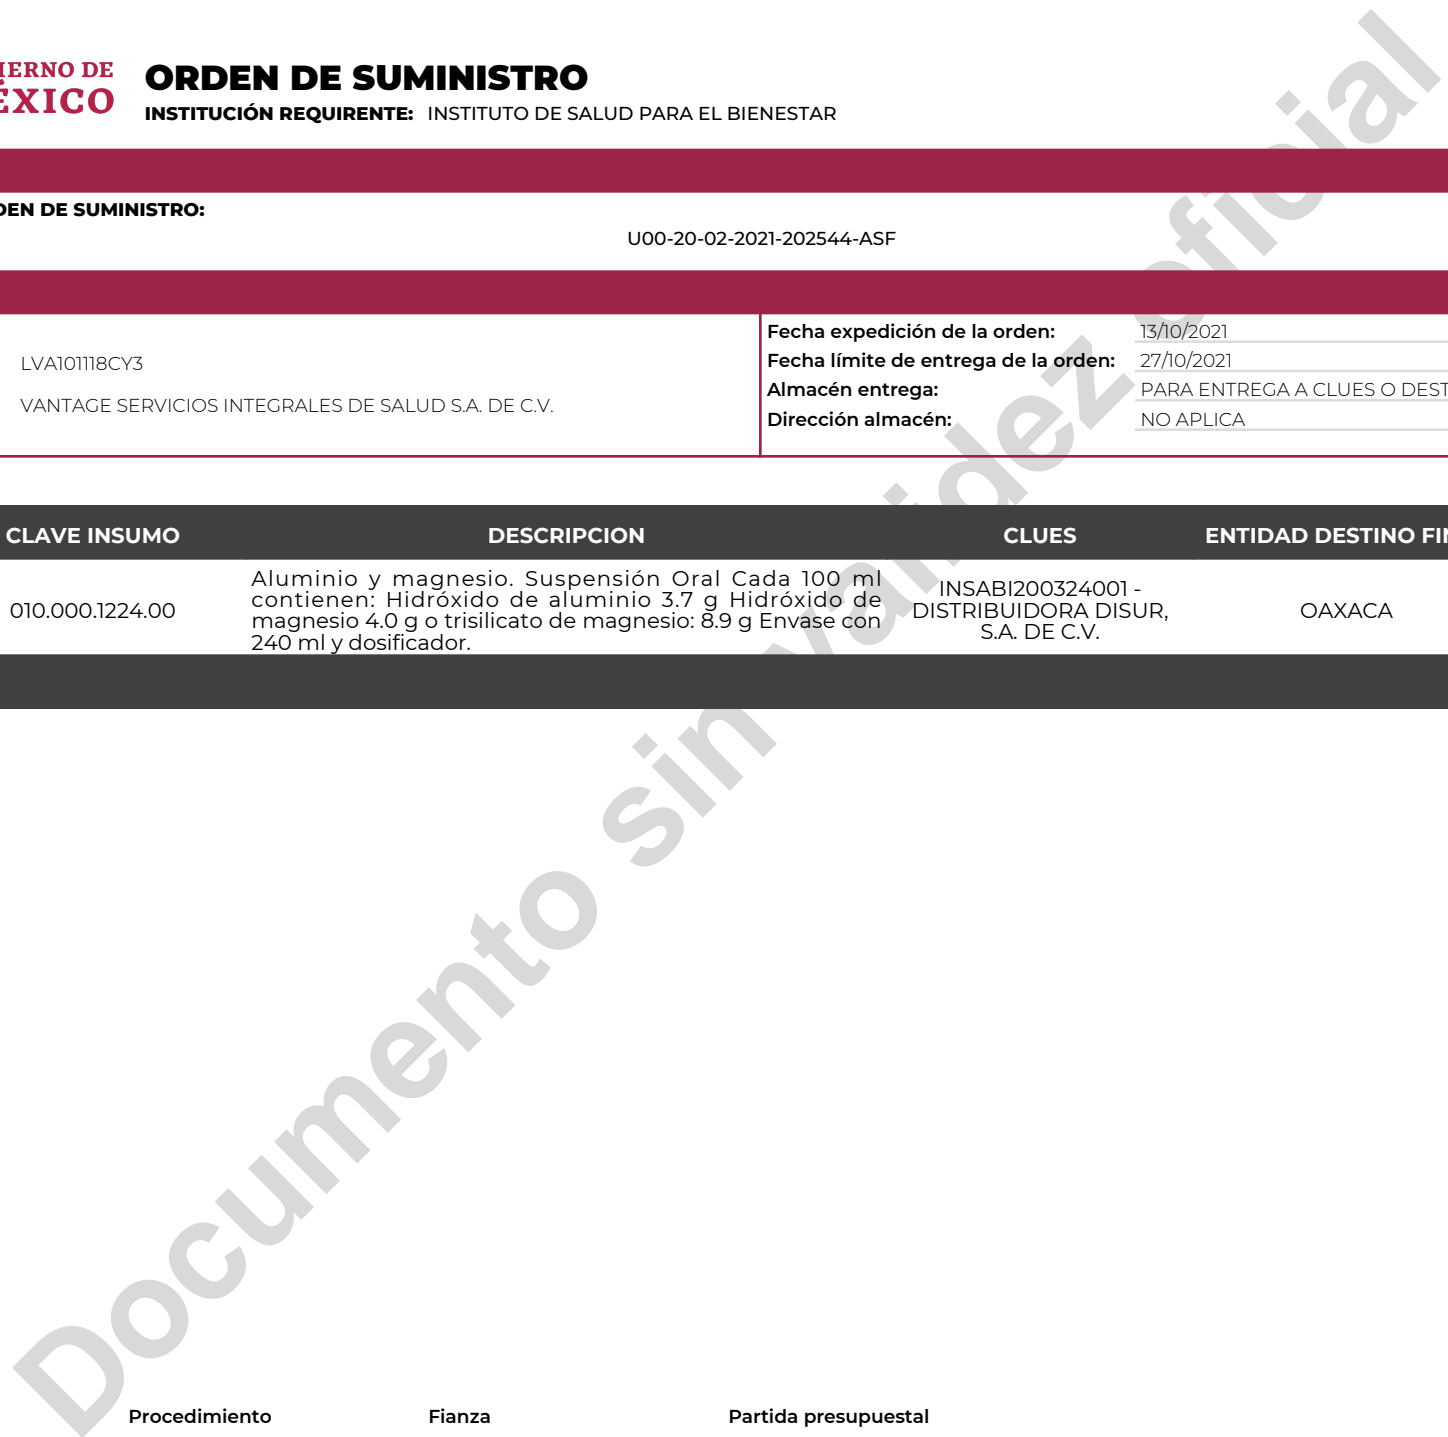 IERNO DE
ÉXICO
ORDEN DE SUMINISTRO
INSTITUCIÓN REQUIRENTE: INSTITUTO DE SALUD PARA EL BIENESTAR
DEN DE SUMINISTRO:
U00-20-02-2021-202544-ASF
LVA101118CY3
VANTAGE SERVICIOS INTEGRALES DE SALUD S.A. DE C.V.
Fecha expedición de la orden: 13/10/2021
Fecha límite de entrega de la orden: 27/10/2021
Almacén entrega: PARA ENTREGA A CLUES O DEST
Dirección almacén: NO APLICA
CLAVE INSUMO DESCRIPCION CLUES ENTIDAD DESTINO FIN
010.000.1224.00
Aluminio y magnesio. Suspensión Oral Cada 100 ml
contienen: Hidróxido de aluminio 3.7 g Hidróxido de
magnesio 4.0 g o trisilicato de magnesio: 8.9 g Envase con
240 ml y dosificador.
INSABI200324001 -
DISTRIBUIDORA DISUR,
S.A. DE C.V.
OAXACA
Documento sin validez oficial
Procedimiento Fianza Partida presupuestal